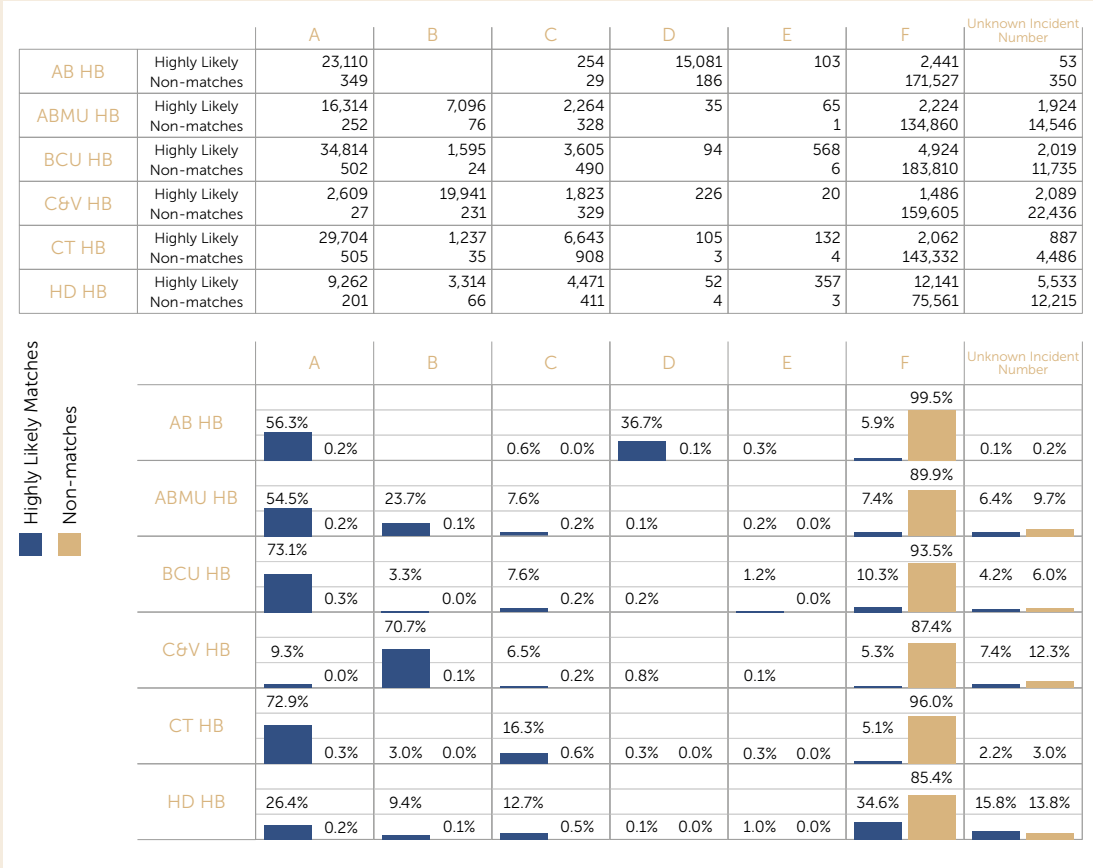 A B C D E F Unknown Incident
Number
AB HB Highly Likely 23,110 254 15,081 103 2,441 53
Non-matches 349 29 186 171,527 350
ABMU HB Highly Likely 16,314 7,096 2,264 35 65 2,224 1,924
Non-matches 252 76 328 1 134,860 14,546
BCU HB Highly Likely 34,814 1,595 3,605 94 568 4,924 2,019
Non-matches 502 24 490 6 183,810 11,735
C&V HB Highly Likely 2,609 19,941 1,823 226 20 1,486 2,089
Non-matches 27 231 329 159,605 22,436
CT HB Highly Likely 29,704 1,237 6,643 105 132 2,062 887
Non-matches 505 35 908 3 4 143,332 4,486
HD HB Highly Likely 9,262 3,314 4,471 52 357 12,141 5,533
Non-matches 201 66 411 4 3 75,561 12,215
Highly Likely Matches
Non-matches
A B C D E F Unknown Incident
Number
99.5%
AB HB 56.3% 36.7% 5.9%
0.2% 0.6% 0.0% 0.1% 0.3% 0.1% 0.2%
89.9%
ABMU HB 54.5% 23.7% 7.6% 7.4% 6.4% 9.7%
0.2% 0.1% 0.2% 0.1% 0.2% 0.0%
73.1% 93.5%
BCU HB 3.3% 7.6% 1.2% 10.3% 4.2% 6.0%
0.3% 0.0% 0.2% 0.2% 0.0%
70.7% 87.4%
C&V HB 9.3% 6.5% 5.3% 7.4% 12.3%
0.0% 0.1% 0.2% 0.8% 0.1%
72.9% 96.0%
CT HB 16.3% 5.1%
0.3% 3.0% 0.0% 0.6% 0.3% 0.0% 0.3% 0.0% 2.2% 3.0%
85.4%
HD HB 26.4% 9.4% 12.7% 34.6% 15.8% 13.8%
0.2% 0.1% 0.5% 0.1% 0.0% 1.0% 0.0%